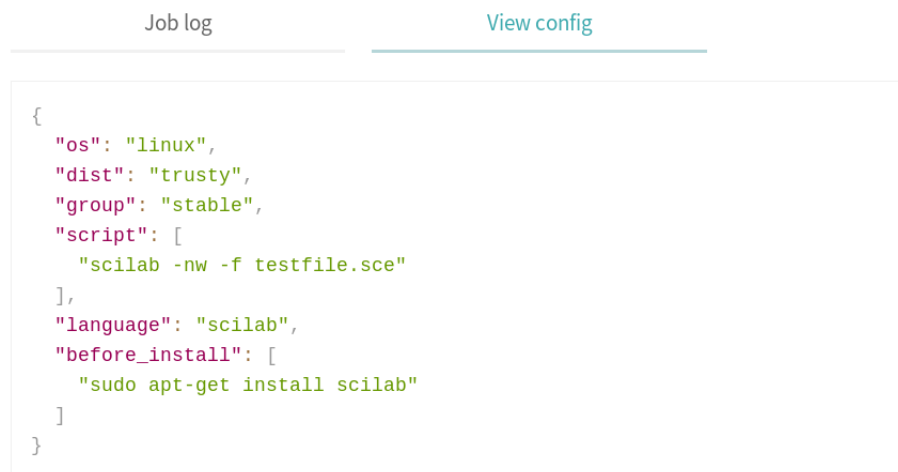 Job log
View config
{
"os": "linux",
"dist": "trusty",
"group": "stable",
"script": [
"scilab -nw -f testfile.sce"
],
"language": "scilab",
"before_install": [
"sudo apt-get install scilab"
]
}